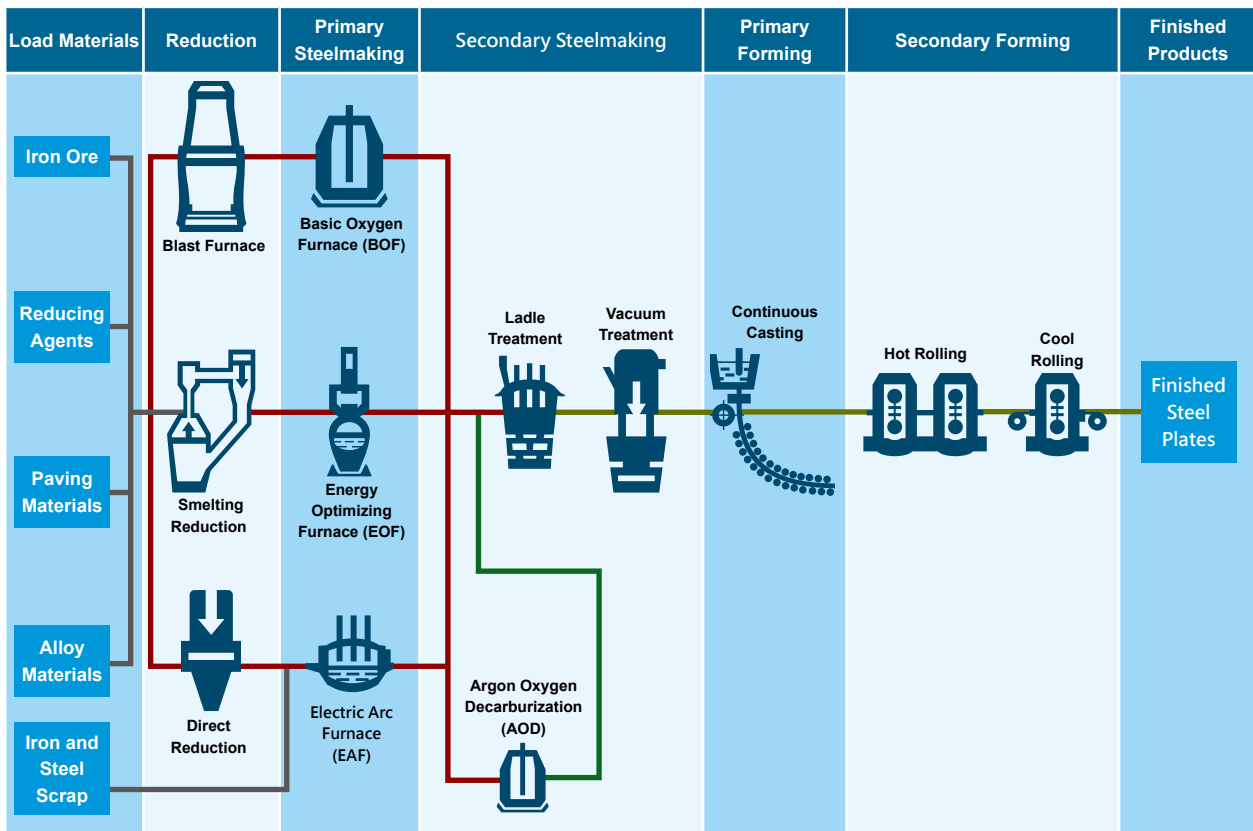 Load Materials
Reduction
Primary
Steelmaking
Secondary Steelmaking
Primary
Forming
Secondary Forming
Finished
Products
Iron Ore
Reducing
Agents
Paving
Materials
Alloy
Materials
Iron and
Steel
Scrap
Blast Furnace
Smelting
Reduction
Direct
Reduction
Basic Oxygen
Furnace (BOF)
Energy
Optimizing
Furnace (EOF)
Electric Arc
Furnace
(EAF)
Ladle
Treatment
Vacuum
Treatment
Argon Oxygen
Decarburization
(AOD)
Continuous
Casting
Hot Rolling
Cool
Rolling
Finished
Steel
Plates